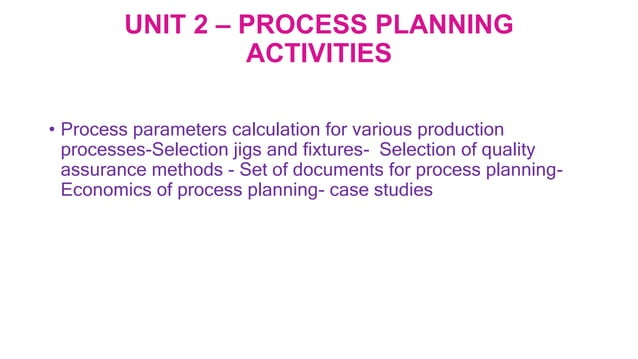 UNIT 2 – PROCESS PLANNING
ACTIVITIES
• Process parameters calculation for various production
processes-Selection jigs and fixtures-  Selection of quality
assurance methods - Set of documents for process planning-
Economics of process planning- case studies